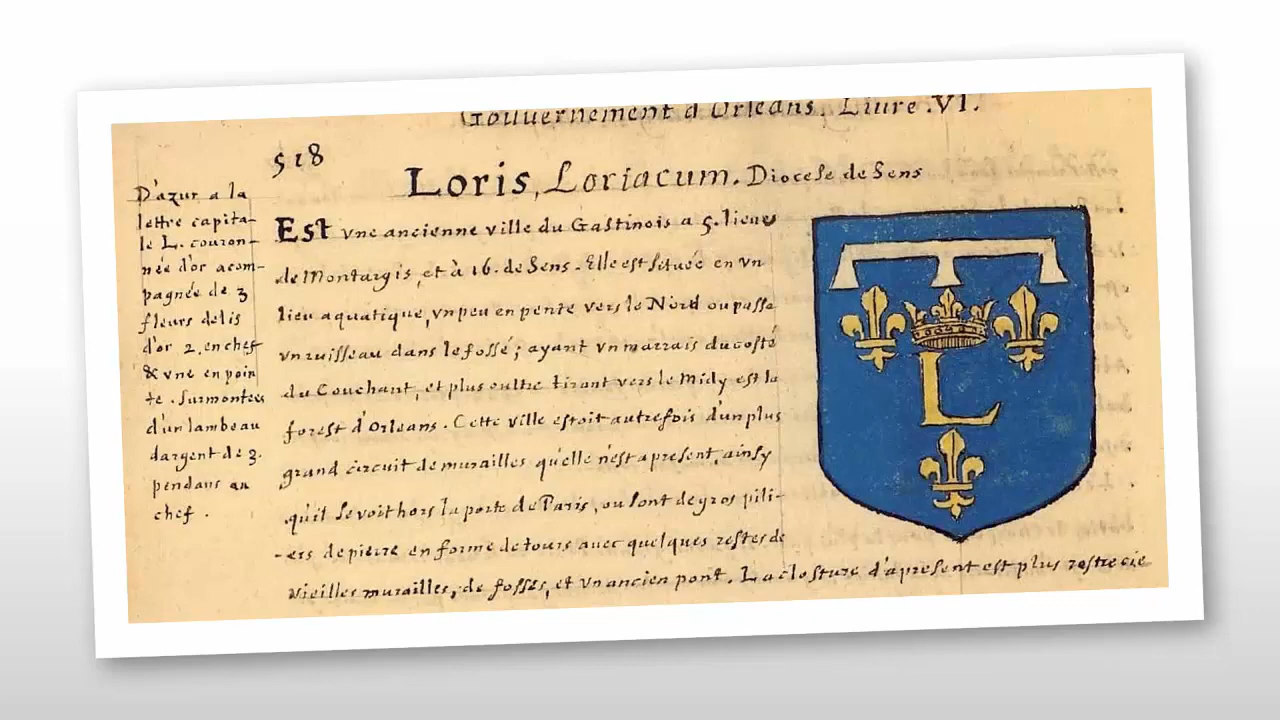 Gouuernement d'Orleans. Liure .VI.
518
Loris, Loriacum. Diocese de Sens
D'azur a la
lettre capita-
le L. couron-
née d'or acom-
pagnée de 3
fleurs de lis
d'or 2. en chef
& vne en poin
te. Surmontées
d'un lambeau
dargent de 3.
pendans au
chef.
Est vne ancienne ville du Gastinois a 5. lieues
de Montargis, et à 16. de Sens. Elle est située en vn
lieu aquatique, vn peu en pente vers le Nord ou passe
vn ruisseau dans le fossé; ayant vn marrais du costé
du Couchant, et plus oultre tirant vers le Midy est la
forest d'Orleans. Cette ville estoit autrefois d'un plus
grand circuit de murailles qu'elle n'est apresent, ainsy
qu'il se voit hors la porte de Paris, ou sont de gros pili-
-ers de pierre en forme de tours auec quelques restes de
vieilles murailles, de fossés, et vn ancien pont. La closture d'apresent est plus restrecie
L